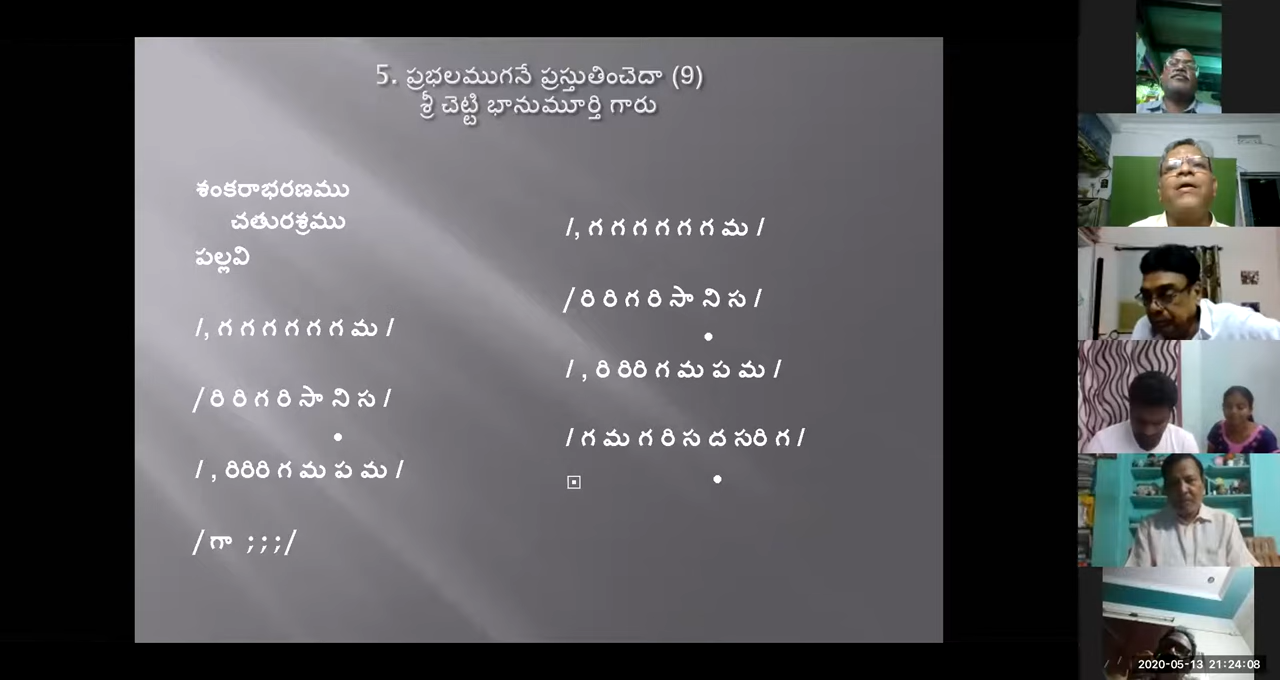 5. ప్రభలముగనే ప్రస్తుతించెదా (9)
శ్రీ చెట్టి భానుమూర్తి గారు
శంకరాభరణము
చతురశ్రము
పల్లవి
/, గ గ గ గ గ గ మ /
/ రి రి గ రి సా ని స /
/ , రిరిరి గ మ ప మ /
/ గా ; ; ; /
/, గ గ గ గ గ గ మ /
/ రి రి గ రి సా ని స /
/ , రి రిరి గ మ ప మ /
/ గ మ గ రి స ద సరి గ /
2020-05-13 21:24:08